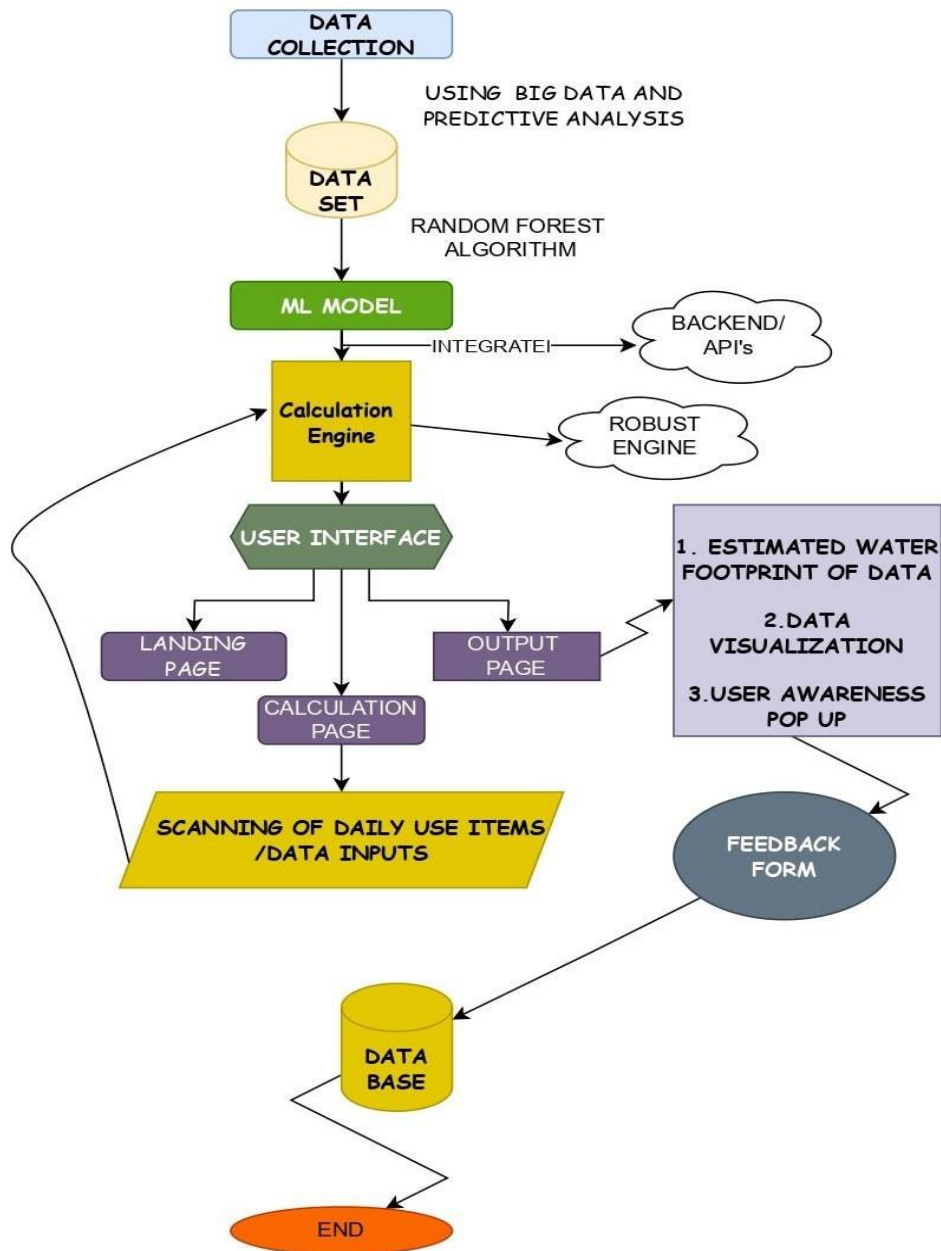 DATA
COLLECTION
USING BIG DATA AND
PREDICTIVE ANALYSIS
DATA
SET
RANDOM FOREST
ALGORITHM
ML MODEL
INTEGRATEI
BACKEND/
API's
Calculation
Engine
ROBUST
ENGINE
USER INTERFACE
1. ESTIMATED WATER
FOOTPRINT OF DATA
2.DATA
VISUALIZATION
3.USER AWARENESS
POP UP
LANDING
PAGE
OUTPUT
PAGE
CALCULATION
PAGE
SCANNING OF DAILY USE ITEMS
/DATA INPUTS
FEEDBACK
FORM
DATA
BASE
END